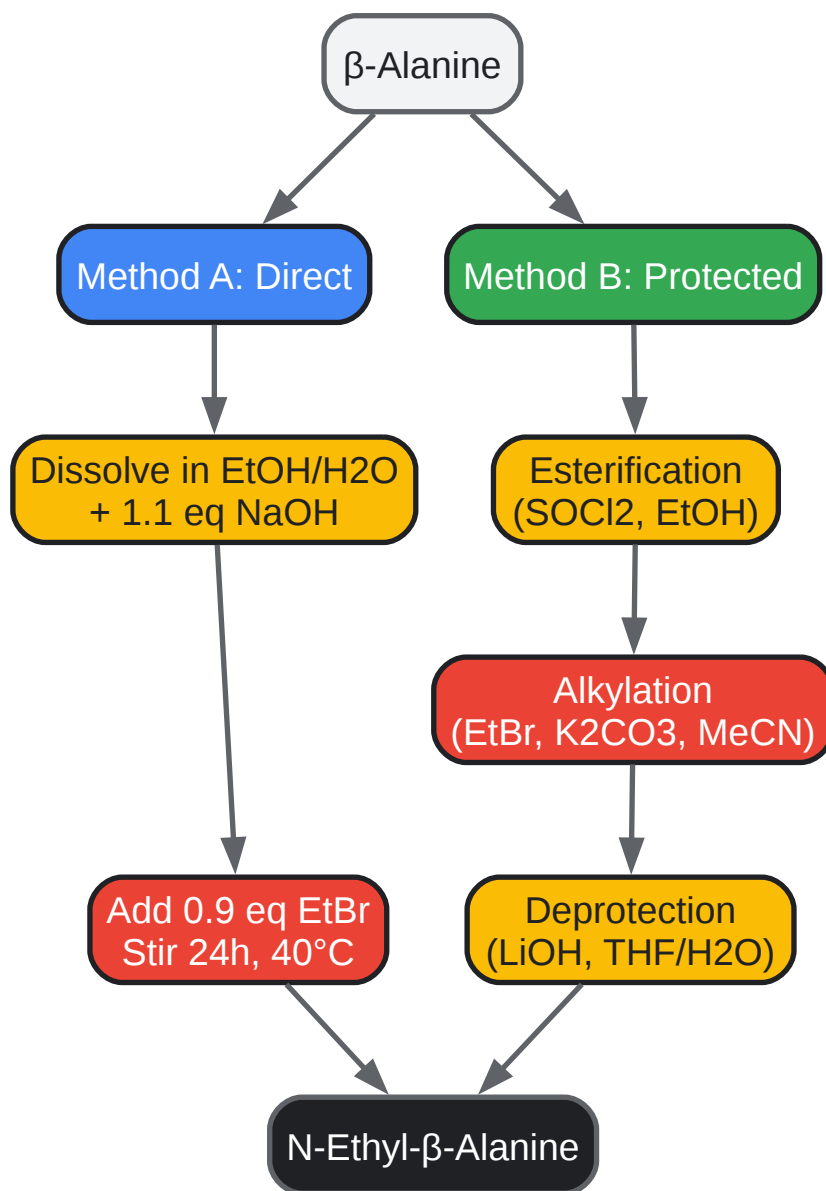 β-Alanine
Method A: Direct
Method B: Protected
Dissolve in EtOH/H2O
+ 1.1 eq NaOH
Esterification
(SOCl2, EtOH)
Alkylation
(EtBr, K2CO3, MeCN)
Add 0.9 eq EtBr
Stir 24h, 40°C
Deprotection
(LiOH, THF/H2O)
N-Ethyl-β-Alanine